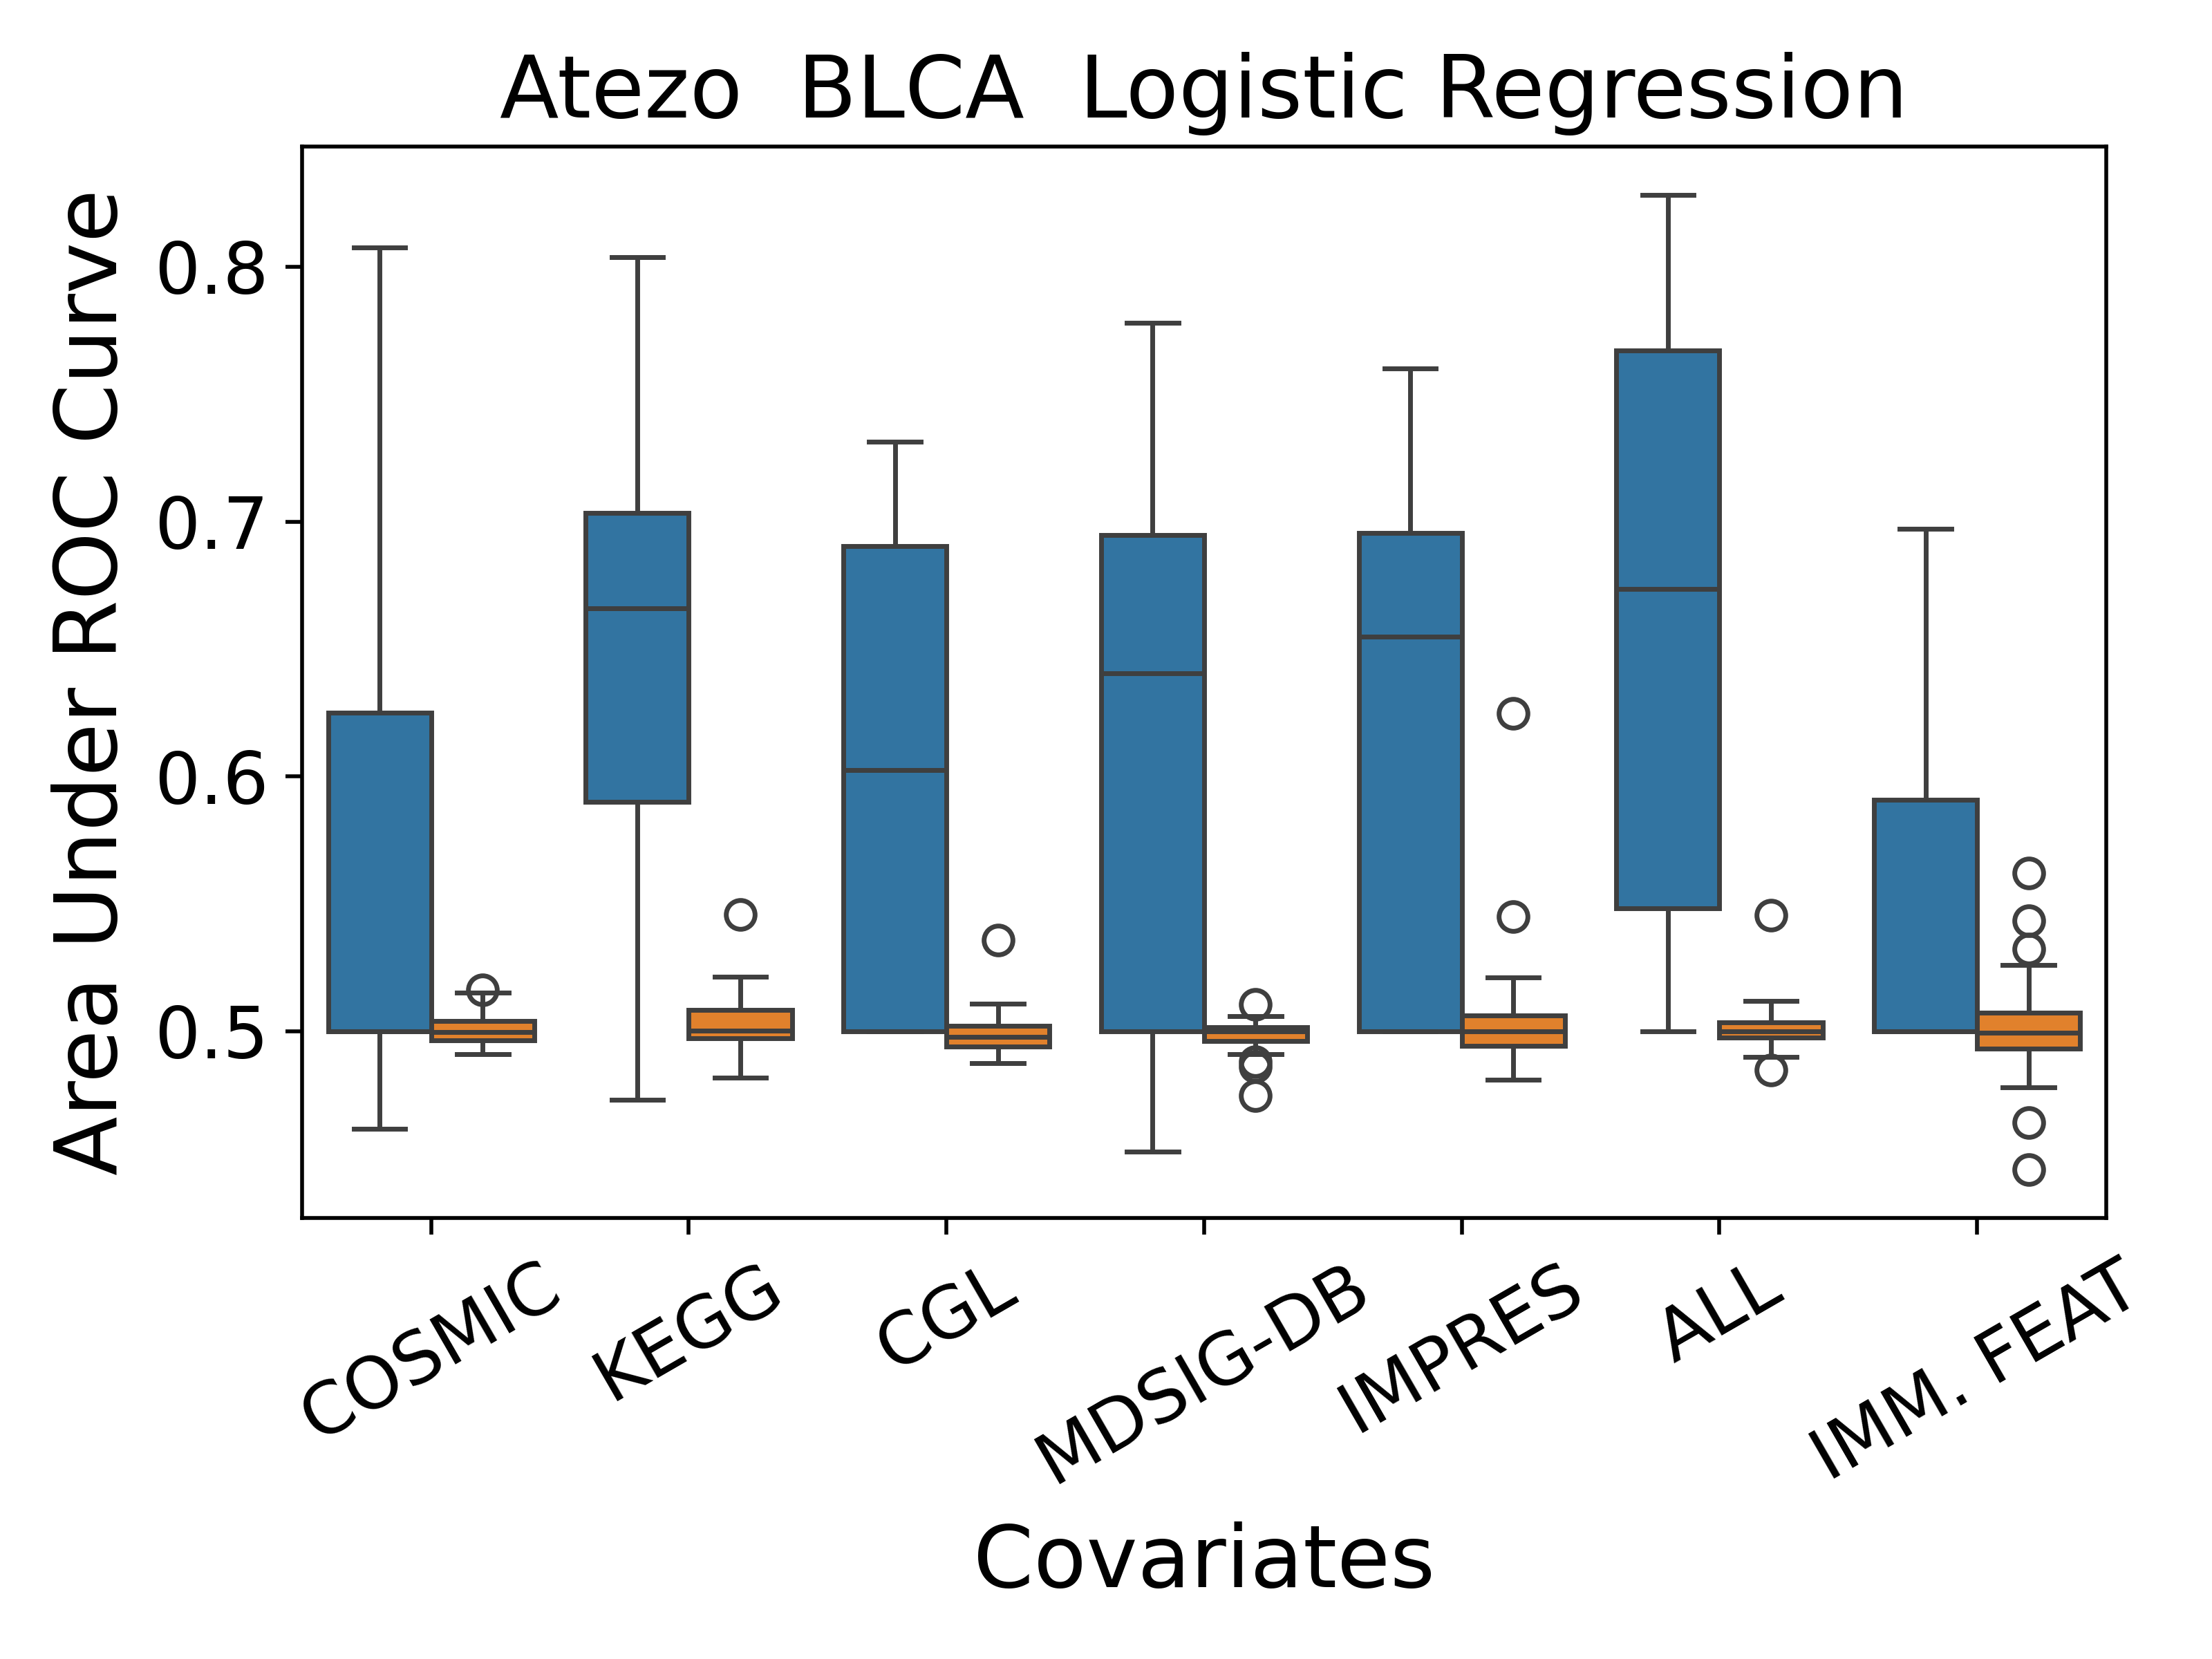 Atezo BLCA Logistic Regression
Area Under ROC Curve
0.8
0.7
0.6
0.5
COSMIC
KEGG
CGL
MDSIG-DB
IMPRES
ALL
IMM. FEAT
Covariates